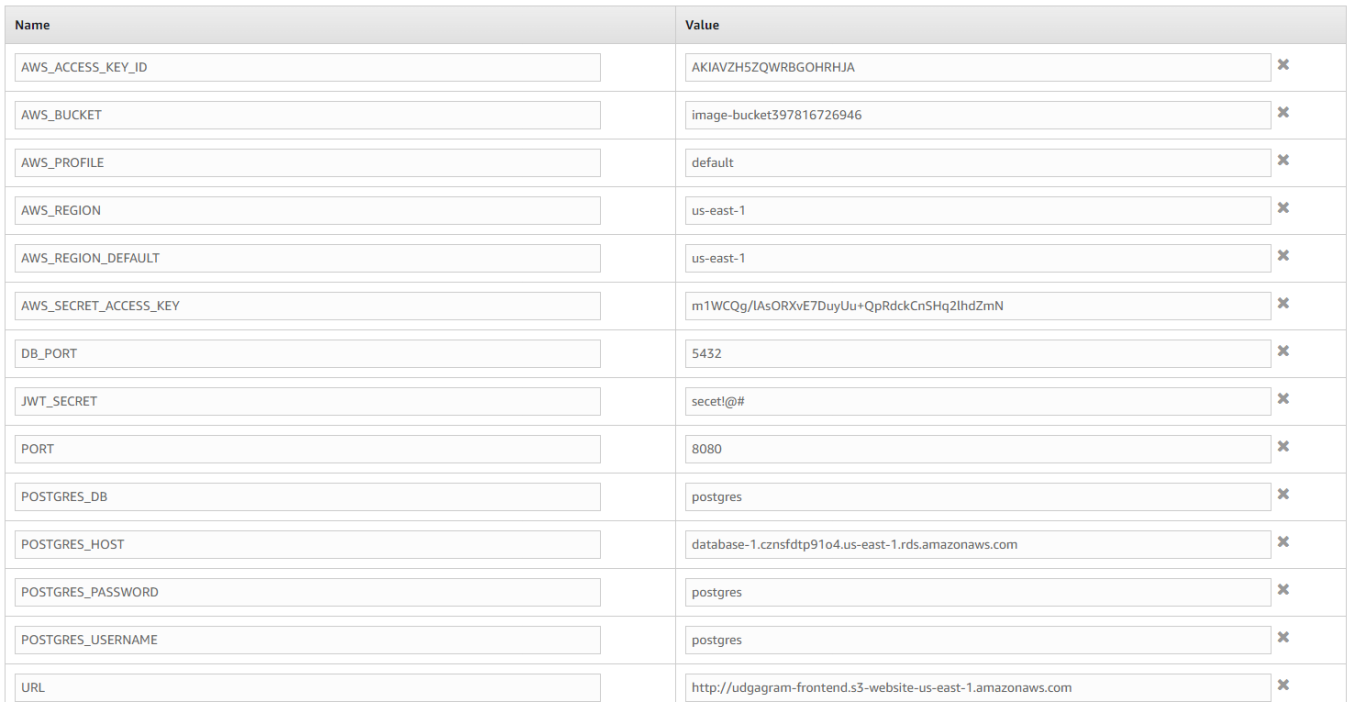 Name Value
AWS_ACCESS_KEY_ID AKIAVZH5ZQWRBGOHRHJA
AWS_BUCKET image-bucket397816726946
AWS_PROFILE default
AWS_REGION us-east-1
AWS_REGION_DEFAULT us-east-1
AWS_SECRET_ACCESS_KEY m1WCQg/lAsORXvE7DuyUu+QpRdckCnSHq2lhdZmN
DB_PORT 5432
JWT_SECRET secet!@#
PORT 8080
POSTGRES_DB postgres
POSTGRES_HOST database-1.cznsfdtp91o4.us-east-1.rds.amazonaws.com
POSTGRES_PASSWORD postgres
POSTGRES_USERNAME postgres
URL http://udgagram-frontend.s3-website-us-east-1.amazonaws.com